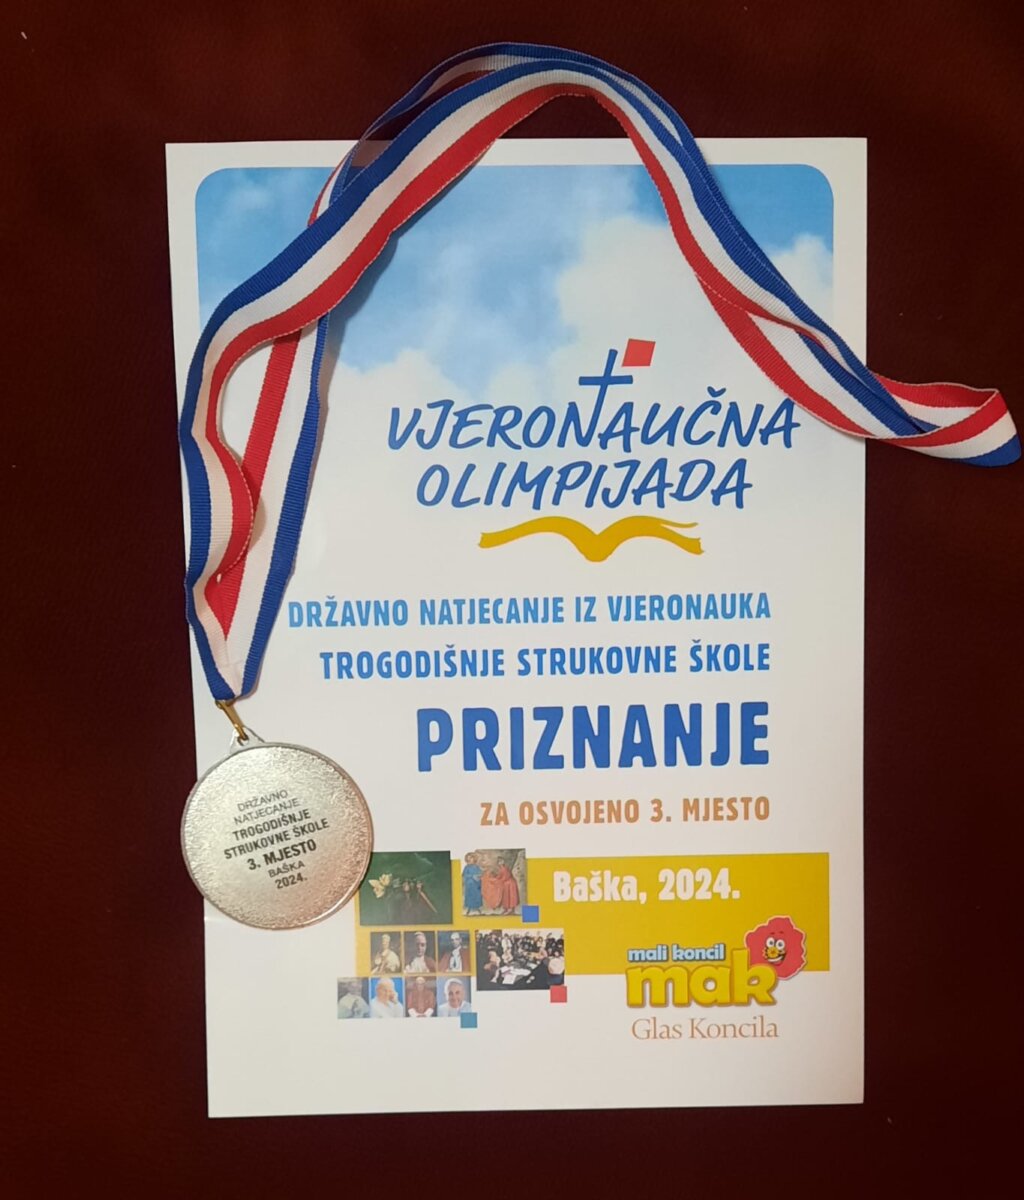 VJERONAUČNA
OLIMPIJADA
DRŽAVNO NATJECANJE IZ VJERONAUKA
TROGODIŠNJE STRUKOVNE ŠKOLE
PRIZNANJE
ZA OSVOJENO 3. MJESTO
DRŽAVNO
NATJECANJE
TROGODIŠNJE
STRUKOVNE ŠKOLE
3. MJESTO
BAŠKA
2024.
Baška, 2024.
mali koncil
mak
Glas Koncila